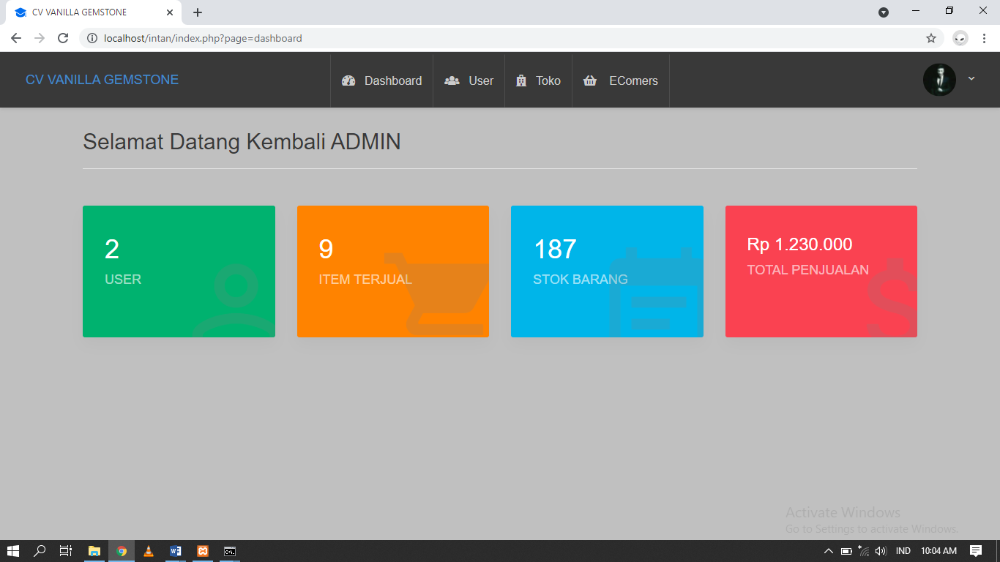 CV VANILLA GEMSTONE
localhost/intan/index.php?page=dashboard
CV VANILLA GEMSTONE
Dashboard
User
Toko
EComers
Selamat Datang Kembali ADMIN
2
USER
9
ITEM TERJUAL
187
STOK BARANG
Rp 1.230.000
TOTAL PENJUALAN
Activate Windows
Go to Settings to activate Windows.
IND
10:04 AM